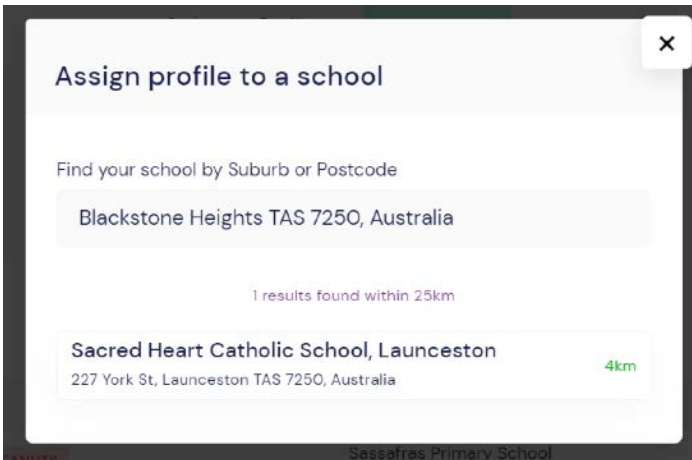 ×
Assign profile to a school
Find your school by Suburb or Postcode
Blackstone Heights TAS 7250, Australia
1 results found within 25km
Sacred Heart Catholic School, Launceston
4km
227 York St, Launceston TAS 7250, Australia
Sassafras Primary School